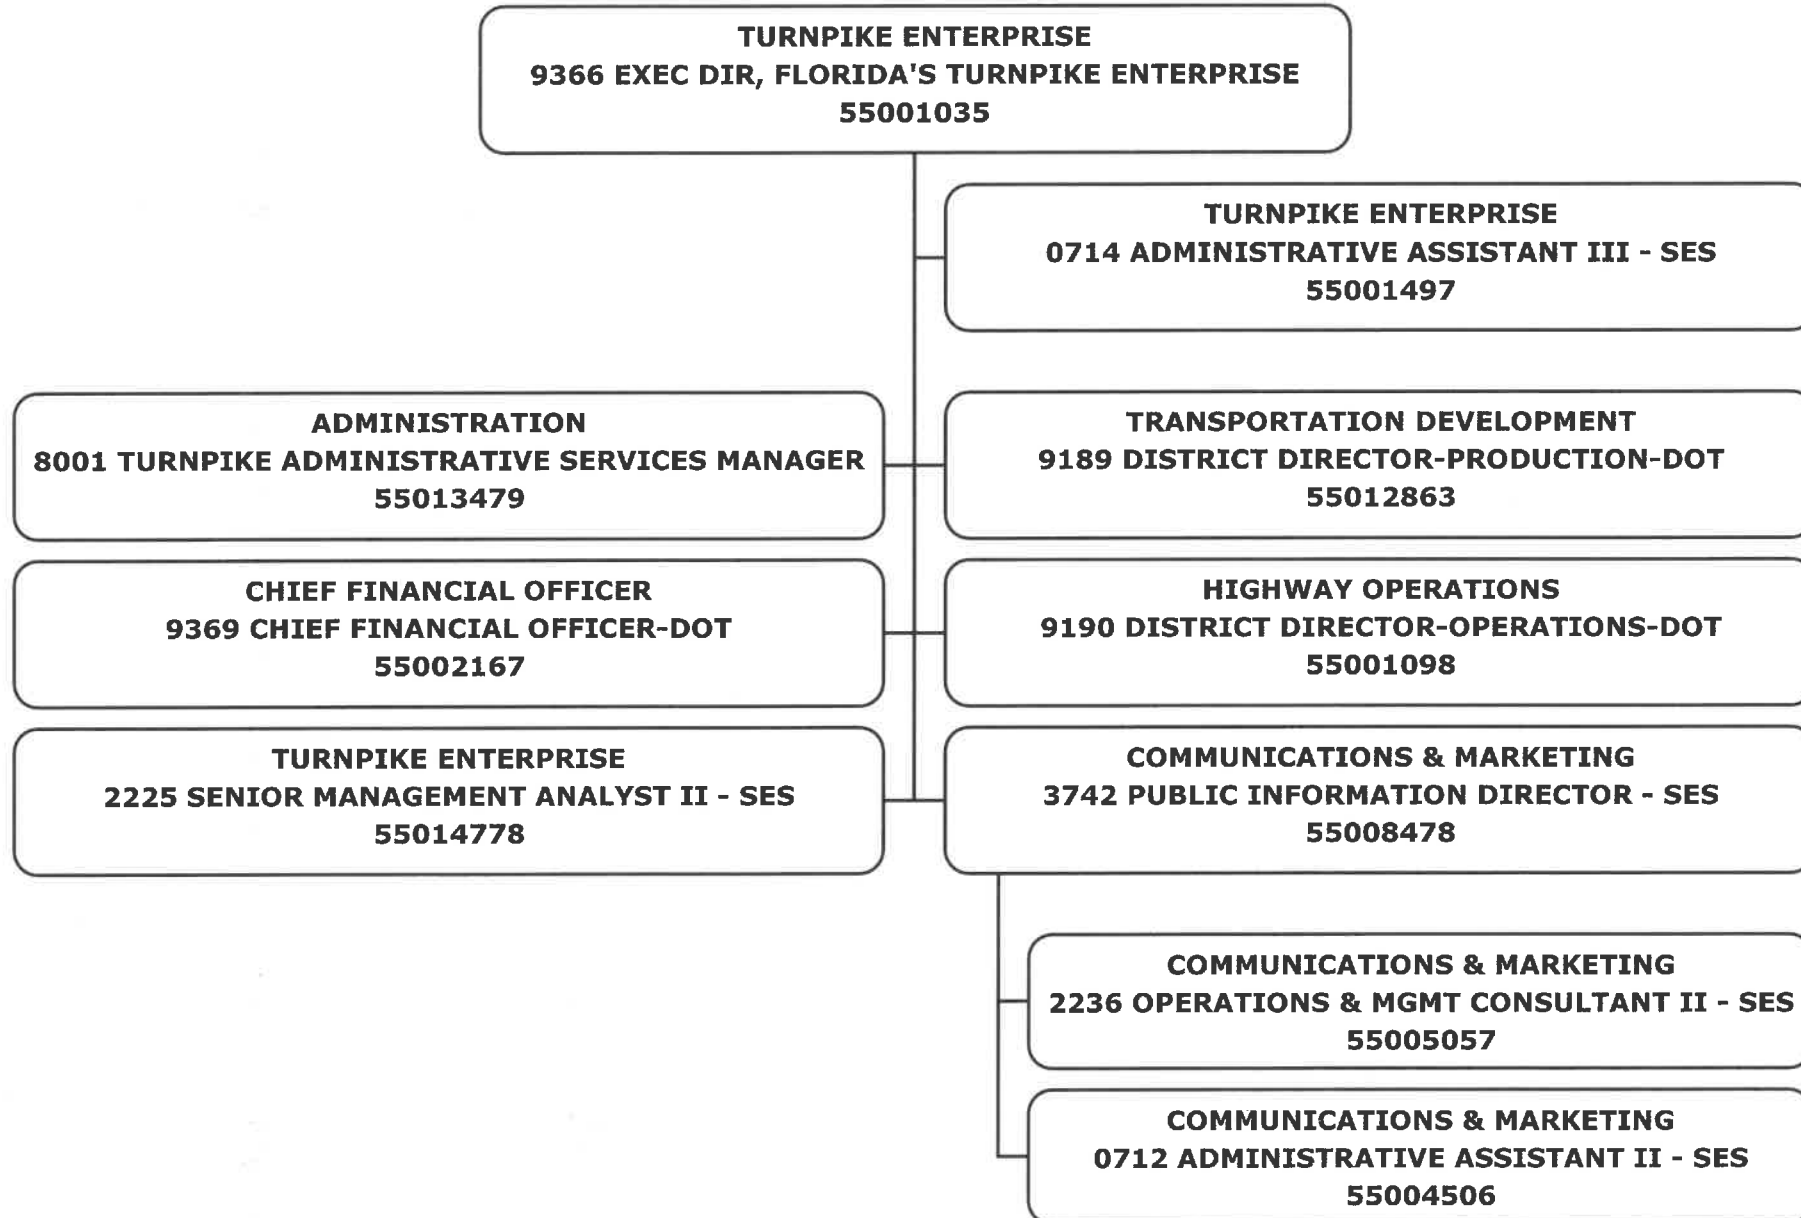 TURNPIKE ENTERPRISE
9366 EXEC DIR, FLORIDA'S TURNPIKE ENTERPRISE
55001035
TURNPIKE ENTERPRISE
0714 ADMINISTRATIVE ASSISTANT III - SES
55001497
ADMINISTRATION
8001 TURNPIKE ADMINISTRATIVE SERVICES MANAGER
55013479
TRANSPORTATION DEVELOPMENT
9189 DISTRICT DIRECTOR-PRODUCTION-DOT
55012863
CHIEF FINANCIAL OFFICER
9369 CHIEF FINANCIAL OFFICER-DOT
55002167
HIGHWAY OPERATIONS
9190 DISTRICT DIRECTOR-OPERATIONS-DOT
55001098
TURNPIKE ENTERPRISE
2225 SENIOR MANAGEMENT ANALYST II - SES
55014778
COMMUNICATIONS & MARKETING
3742 PUBLIC INFORMATION DIRECTOR - SES
55008478
COMMUNICATIONS & MARKETING
2236 OPERATIONS & MGMT CONSULTANT II - SES
55005057
COMMUNICATIONS & MARKETING
0712 ADMINISTRATIVE ASSISTANT II - SES
55004506